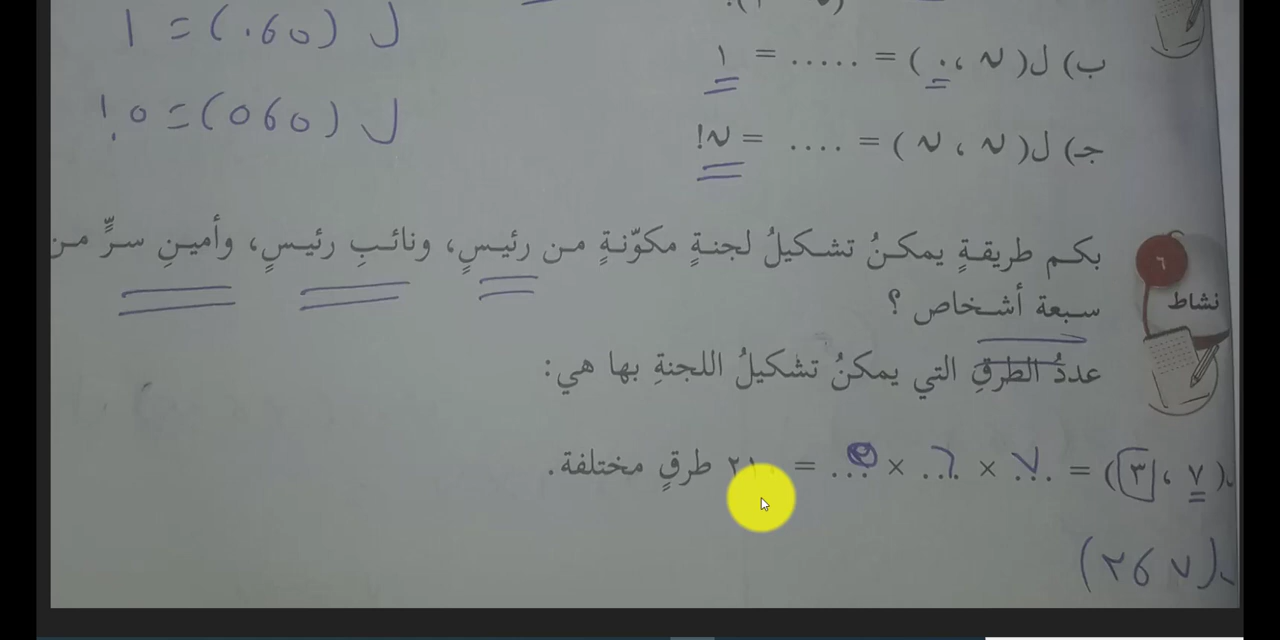 ب) ل(ن ، ٠) = ..... = ١
جـ) ل(ن ، ن) = .... = ن!
ل (٥ ، ٠) = ١
ل (٥ ، ٥) = ٥!
٦
نشاط
بكم طريقةٍ يمكنُ تشكيلُ لجنةٍ مكوّنةٍ من رئيسٍ، ونائبِ رئيسٍ، وأمينِ سرٍّ من
سبعة أشخاص ؟
عددُ الطرقِ التي يمكنُ تشكيلُ اللجنةِ بها هي:
(٧ ، ٣) = ٧ × ٦ × ٥ = ٢١٠ طرقٍ مختلفة.
(٧ ، ٢)